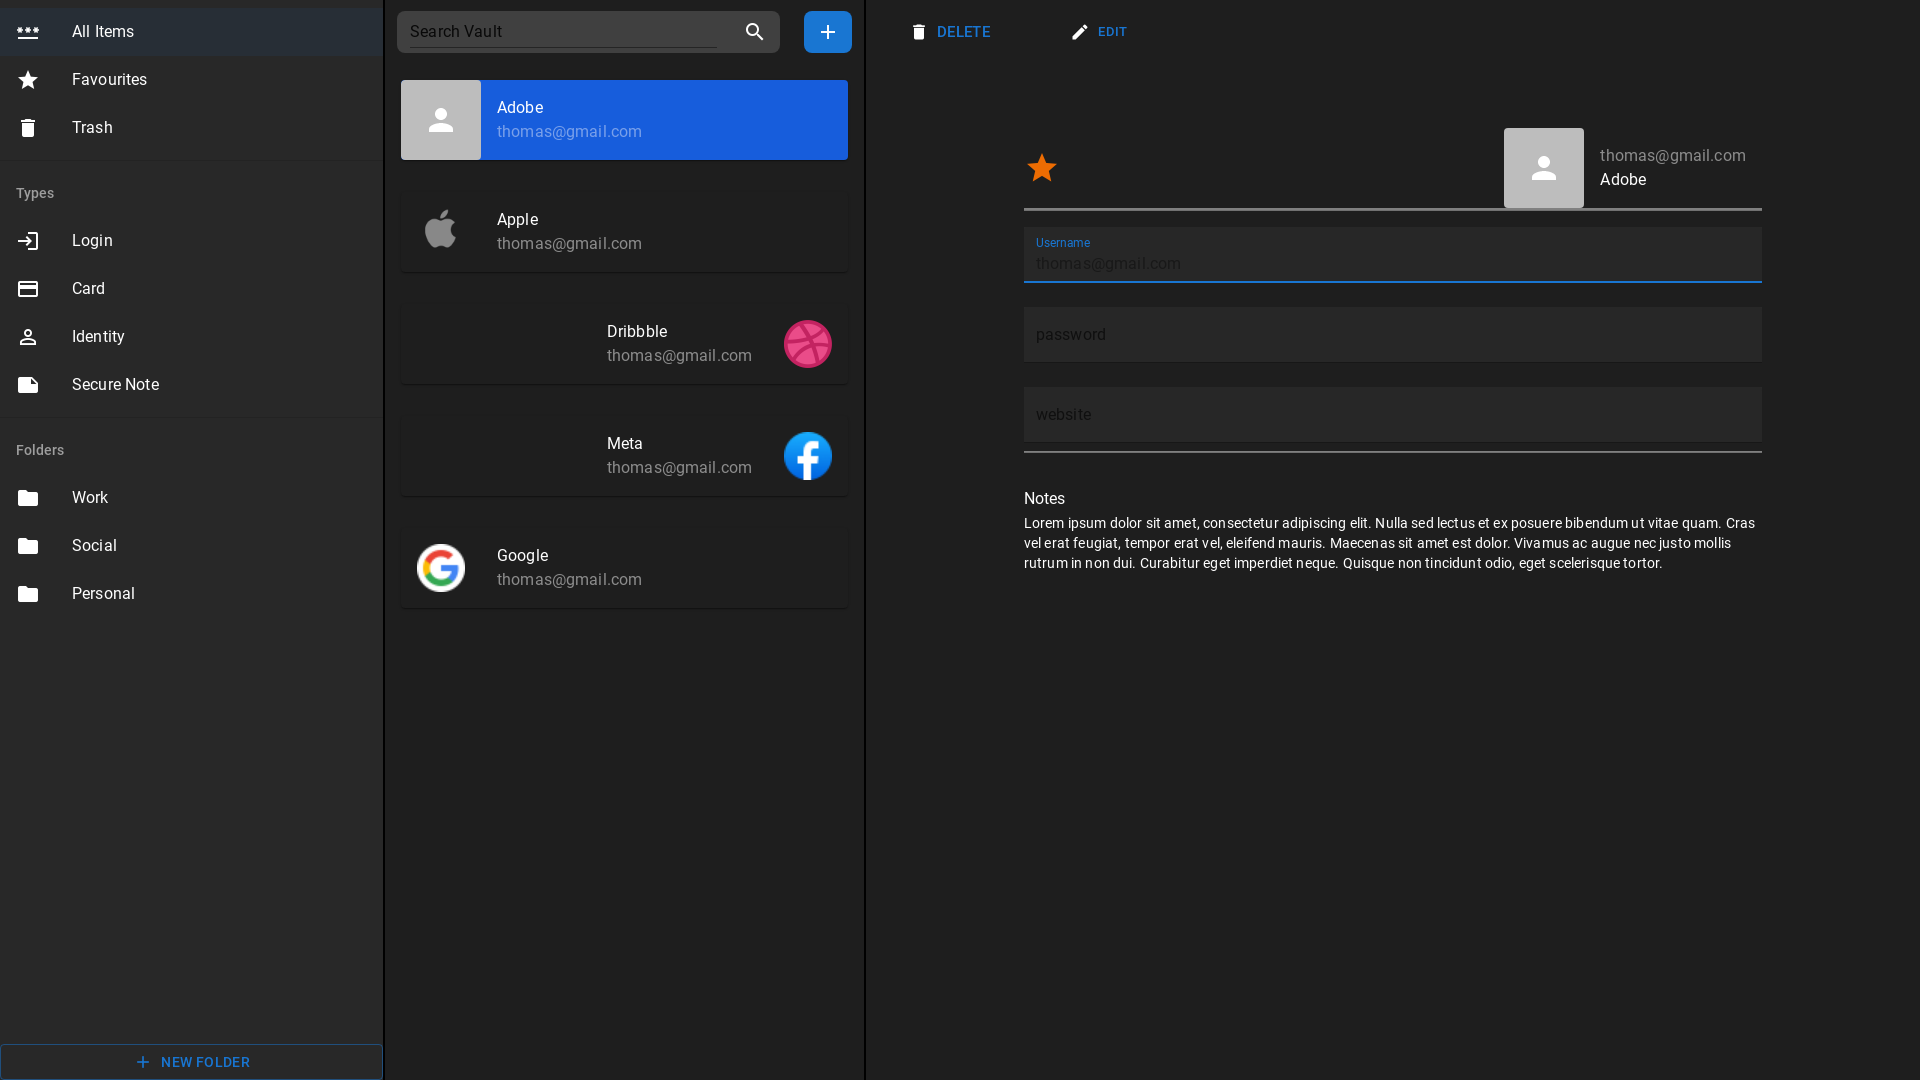 All Items
Favourites
Trash
Types
Login
Card
Identity
Secure Note
Folders
Work
Social
Personal
NEW FOLDER
Search Vault
Adobe
thomas@gmail.com
Apple
thomas@gmail.com
Dribbble
thomas@gmail.com
Meta
thomas@gmail.com
Google
thomas@gmail.com
DELETE
EDIT
thomas@gmail.com
Adobe
Username
thomas@gmail.com
password
website
Notes
Lorem ipsum dolor sit amet, consectetur adipiscing elit. Nulla sed lectus et ex posuere bibendum ut vitae quam. Cras
vel erat feugiat, tempor erat vel, eleifend mauris. Maecenas sit amet est dolor. Vivamus ac augue nec justo mollis
rutrum in non dui. Curabitur eget imperdiet neque. Quisque non tincidunt odio, eget scelerisque tortor.